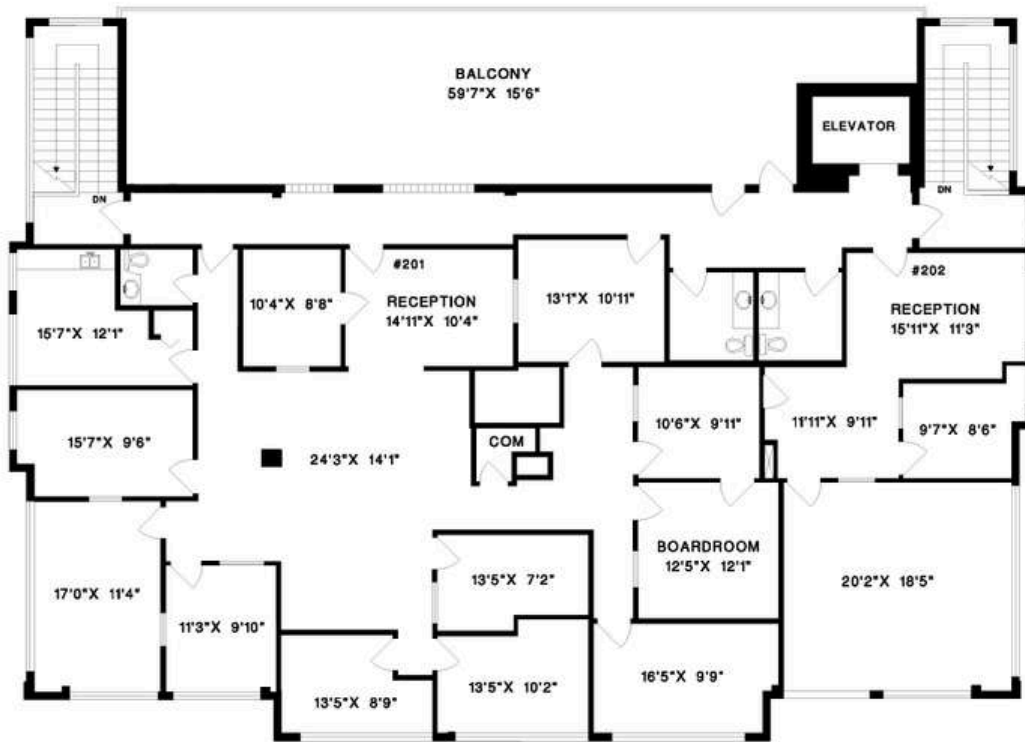 BALCONY
59'7"X 15'6"
ELEVATOR
DN
DN
#201
#202
10'4"X 8'8"
RECEPTION
14'11"X 10'4"
13'1"X 10'11"
RECEPTION
15'11"X 11'3"
15'7"X 12'1"
15'7"X 9'6"
24'3"X 14'1"
COM
10'6"X 9'11"
11'11"X 9'11"
9'7"X 8'6"
BOARDROOM
12'5"X 12'1"
13'5"X 7'2"
20'2"X 18'5"
17'0"X 11'4"
11'3"X 9'10"
13'5"X 8'9"
13'5"X 10'2"
16'5"X 9'9"